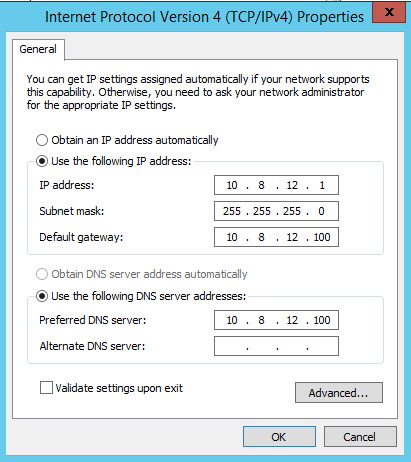 Internet Protocol Version 4 (TCP/IPv4) Properties
x
General
You can get IP settings assigned automatically if your network supports
this capability. Otherwise, you need to ask your network administrator
for the appropriate IP settings.
Obtain an IP address automatically
Use the following IP address:
IP address: 10 . 8 . 12 . 1
Subnet mask: 255 . 255 . 255 . 0
Default gateway: 10 . 8 . 12 . 100
Obtain DNS server address automatically
Use the following DNS server addresses:
Preferred DNS server: 10 . 8 . 12 . 100
Alternate DNS server: . . .
Validate settings upon exit
Advanced...
OK Cancel